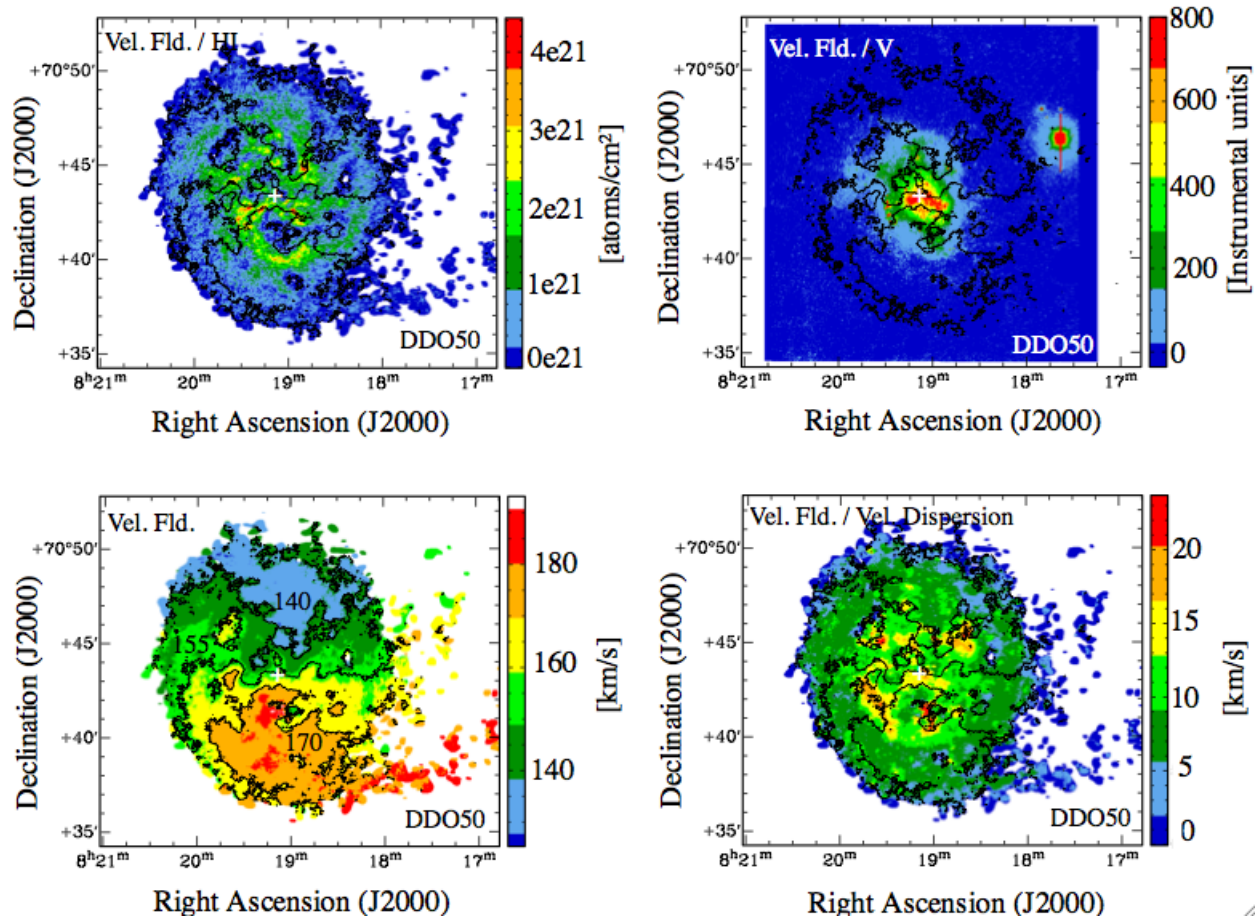 Vel. Fld. / HI
+70°50′
+45′
+40′
+35′
8ʰ21ᵐ 20ᵐ 19ᵐ 18ᵐ 17ᵐ
Declination (J2000)
Right Ascension (J2000)
DDO50
4e21
3e21
2e21
1e21
0e21
[atoms/cm²]
Vel. Fld. / V
+70°50′
+45′
+40′
+35′
8ʰ21ᵐ 20ᵐ 19ᵐ 18ᵐ 17ᵐ
Declination (J2000)
Right Ascension (J2000)
DDO50
800
600
400
200
0
[Instrumental units]
Vel. Fld.
+70°50′
+45′
+40′
+35′
8ʰ21ᵐ 20ᵐ 19ᵐ 18ᵐ 17ᵐ
Declination (J2000)
Right Ascension (J2000)
140
155
170
DDO50
180
160
140
[km/s]
Vel. Fld. / Vel. Dispersion
+70°50′
+45′
+40′
+35′
8ʰ21ᵐ 20ᵐ 19ᵐ 18ᵐ 17ᵐ
Declination (J2000)
Right Ascension (J2000)
DDO50
20
15
10
5
0
[km/s]